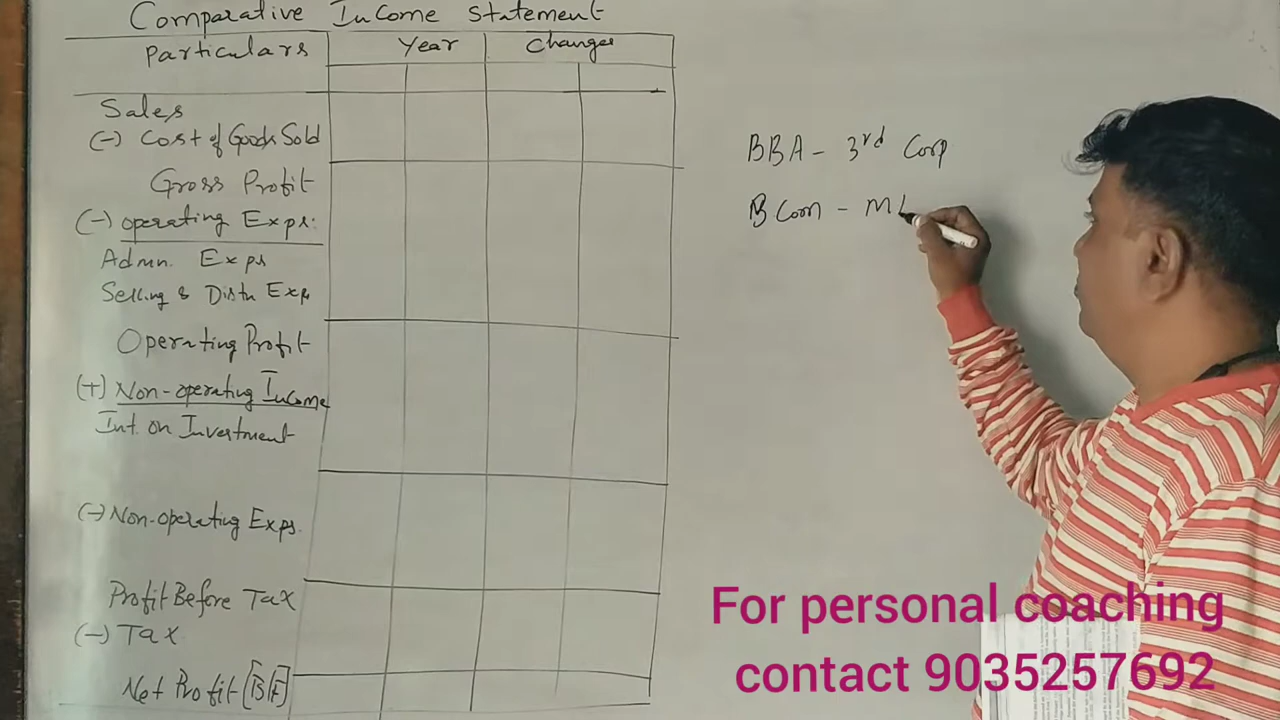 Comparative Income Statement
Particulars Year Changes
Sales
(-) Cost of Goods Sold
Gross Profit
(-) Operating Exps:
Admn. Exps
Selling & Distn Exps
Operating Profit
(+) Non-operating Income
Int. on Investment
(-) Non-operating Exps.
Profit Before Tax
(-) Tax
Net Profit
BBA - 3rd Corp
B Com -
For personal coaching
contact 9035257692